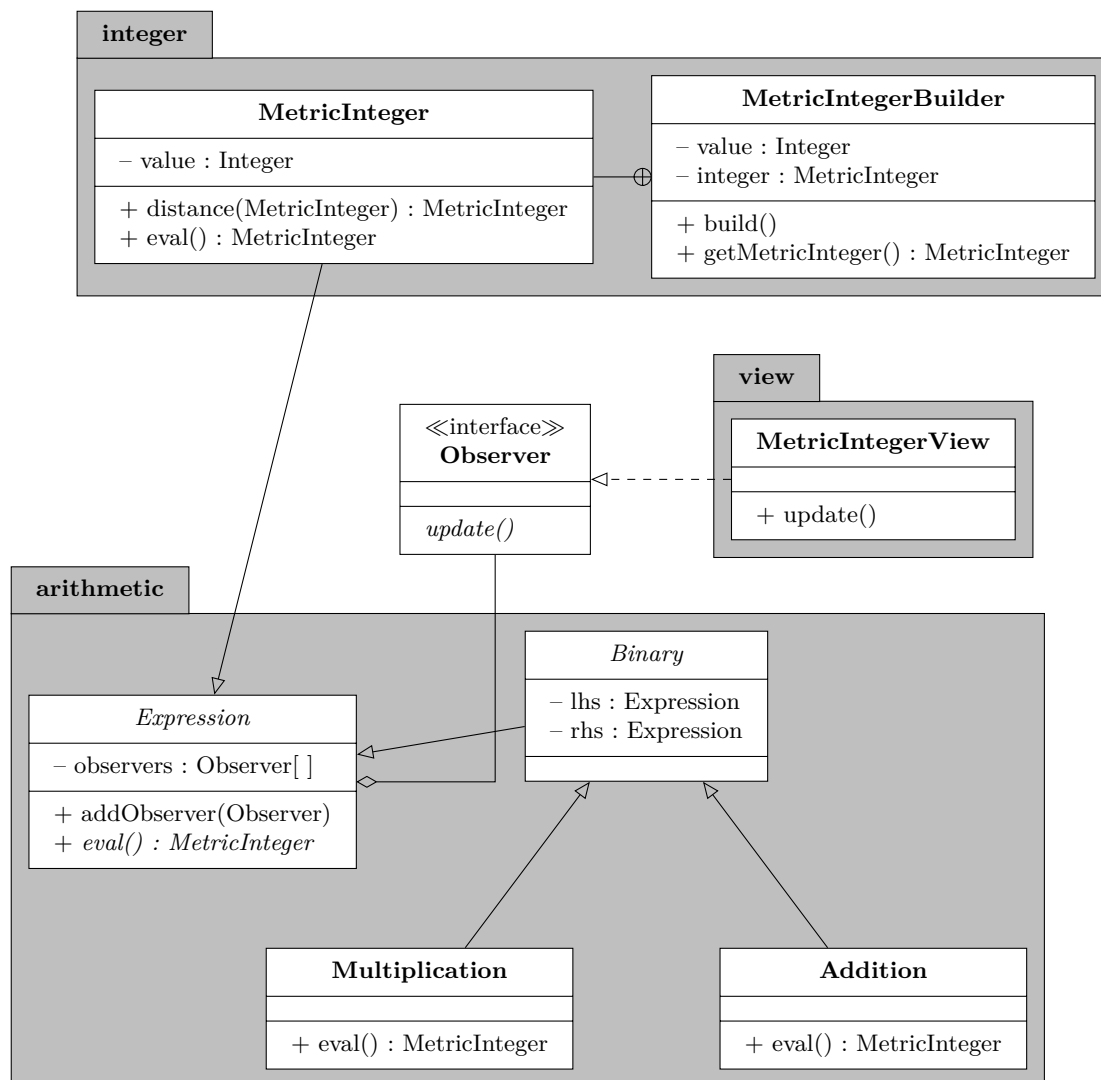 integer
MetricInteger
– value : Integer
+ distance(MetricInteger) : MetricInteger
+ eval() : MetricInteger
MetricIntegerBuilder
– value : Integer
– integer : MetricInteger
+ build()
+ getMetricInteger() : MetricInteger
view
MetricIntegerView
+ update()
≪interface≫
Observer
update()
arithmetic
Expression
– observers : Observer[ ]
+ addObserver(Observer)
+ eval() : MetricInteger
Binary
– lhs : Expression
– rhs : Expression
Multiplication
+ eval() : MetricInteger
Addition
+ eval() : MetricInteger